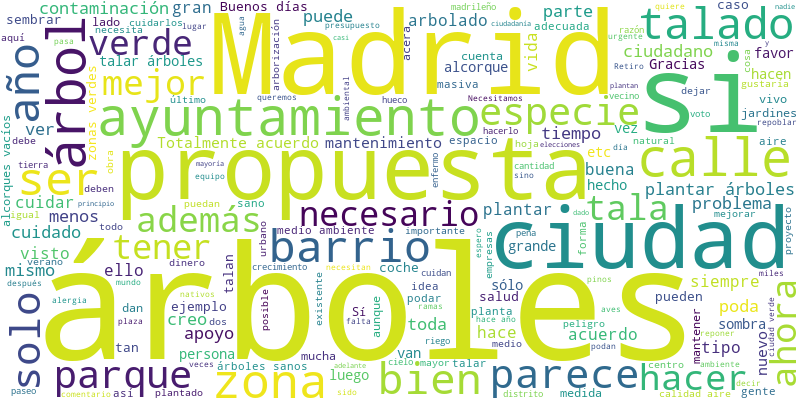 contaminación
gran
Buenos días
puede
arbolado
parte
madrileño
quiere
caso
nadie
sembrar
lado
cuidarlos
lugar
presupuesto
casi
ciudadanía
verde
aquí
necesita
agua
arborización
Madrid
acera
adecuada
vida
talado
año
árbol
talar árboles
pasa
queremos
cuenta
alcorque
masiva
especie
razón
urgente
misma
y
ciudadano
favor
Gracias
hacen
cosa
gustaría
si
zonas verdes
mejor
último
ambiental
hueco
Necesitamos
hacerlo
plantan
Retiro
dejar
vivo
voto
repoblar
jardines
ver
ayuntamiento
vecino
debe
tierra
obra
Totalmente acuerdo
mantenimiento
espacio
tiempo
vez
día
natural
aire
alcorques vacíos
ser
mayoría
elecciones
hoja
etc
buena
calle
cuidar
deben
equipo
propuesta
enfermo
cantidad
sino
hecho
plantar árboles
menos
igual
principio
puedan
sano
necesario
plantar
tala
problema
cuidado
además
todo
medio ambiente
importante
dado
mejorar
proyecto
visto
tener
urbano
barrio
espero
pena
grande
forma
ciudad
mismo
verano
ello
dinero
talan
crecimiento
necesitan
coche
cuidan
empresas
pinos
miles
después
alergia
mundo
nativos
posible
existente
idea
podar
ramas
sólo
salud
aves
pueden
siempre
ciudad verde
solo
dan
ejemplo
creo
dos
Sí
falta
aunque
riego
toda
planta
hace
peligro
poda
mantener
reponer
ahora
tan
plaza
apoyo
hace año
acuerdo
podan
sombra
árboles
persona
veces
mucha
van
medio
tipo
nuevo
centro
ambiente
parque
paseo
árboles sanos
cielo
mayor
talar
parece
hacer
comentario
así
plantado
luego
zona
sido
adelante
bien
distrito
medida
calidad aire
decir
gente